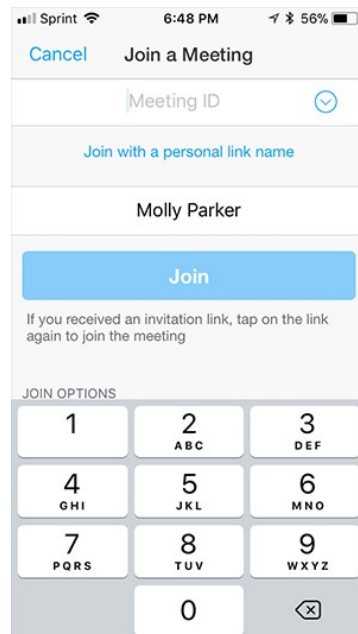 Sprint 6:48 PM 56%
Cancel Join a Meeting
Meeting ID
Join with a personal link name
Molly Parker
Join
If you received an invitation link, tap on the link
again to join the meeting
JOIN OPTIONS
1 2 3
ABC DEF
4 5 6
GHI JKL MNO
7 8 9
PQRS TUV WXYZ
0